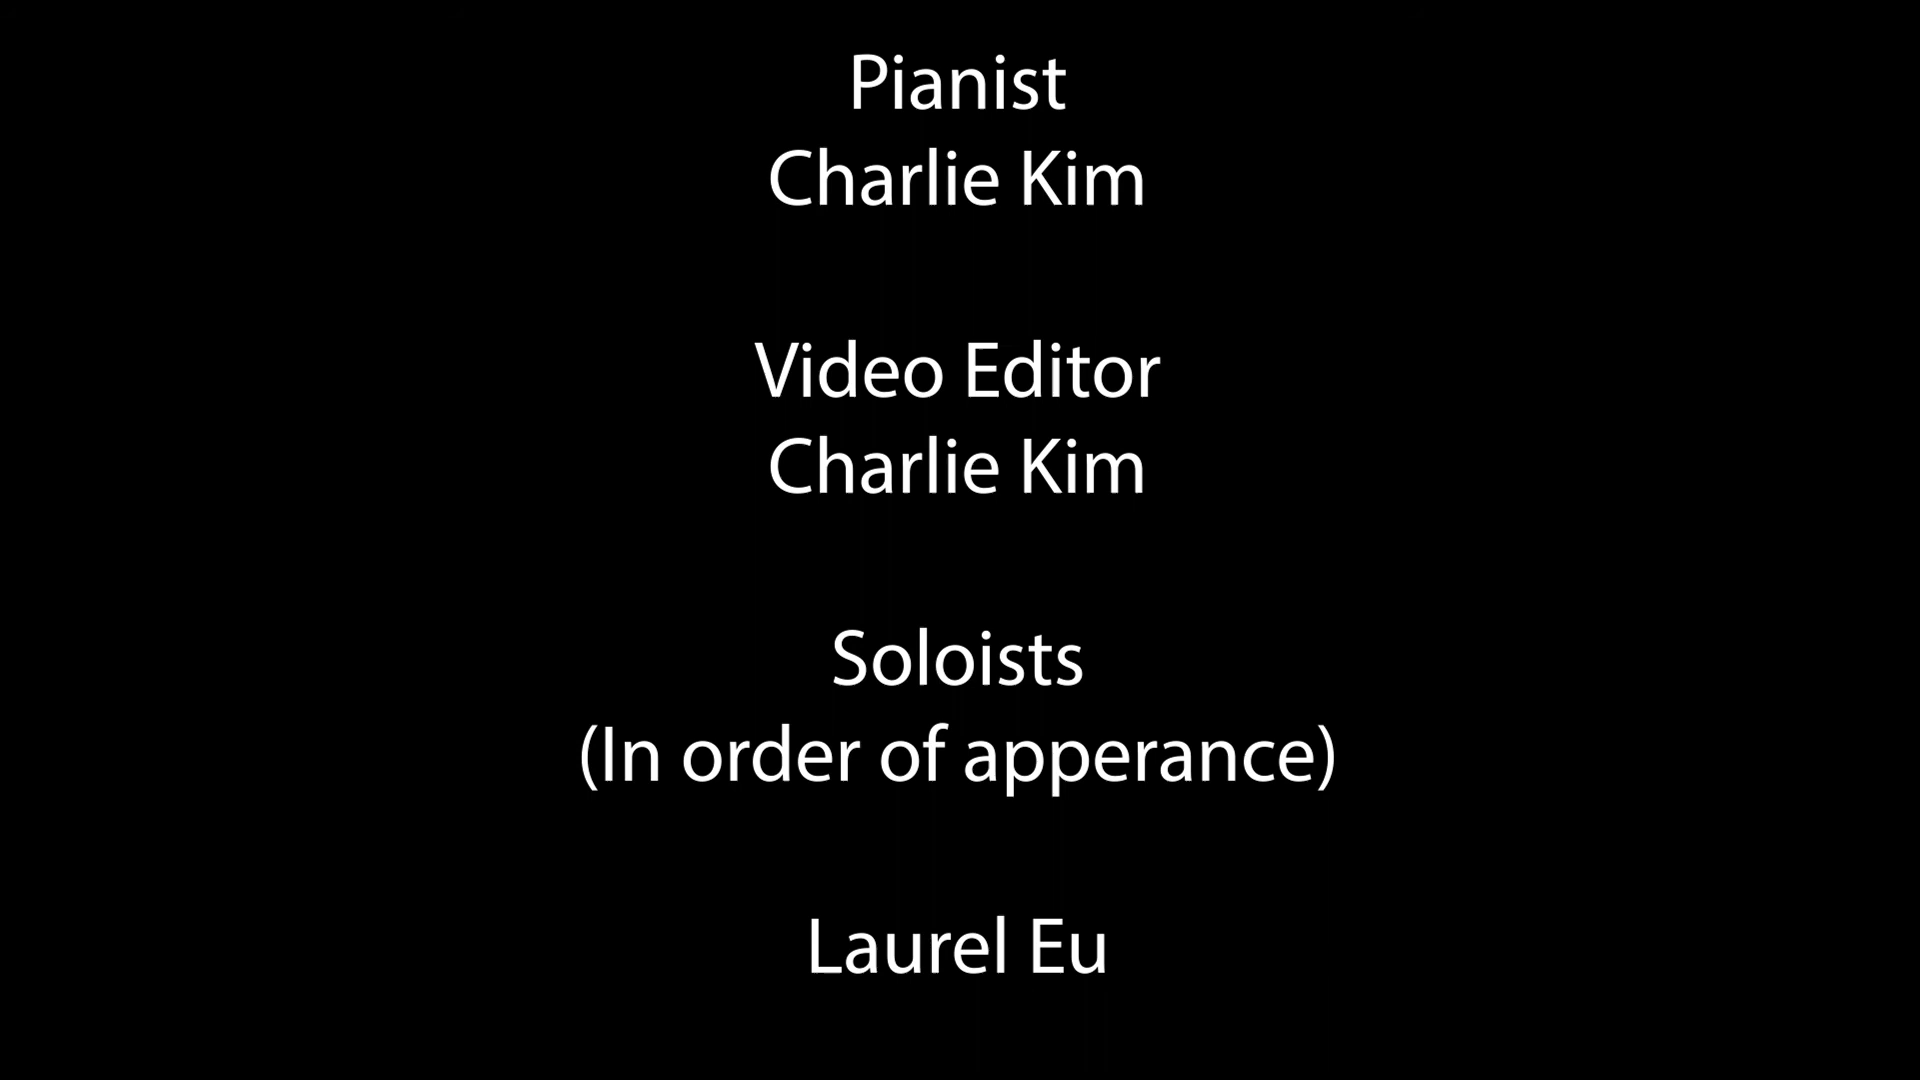 Pianist
Charlie Kim
Video Editor
Charlie Kim
Soloists
(In order of apperance)
Laurel Eu